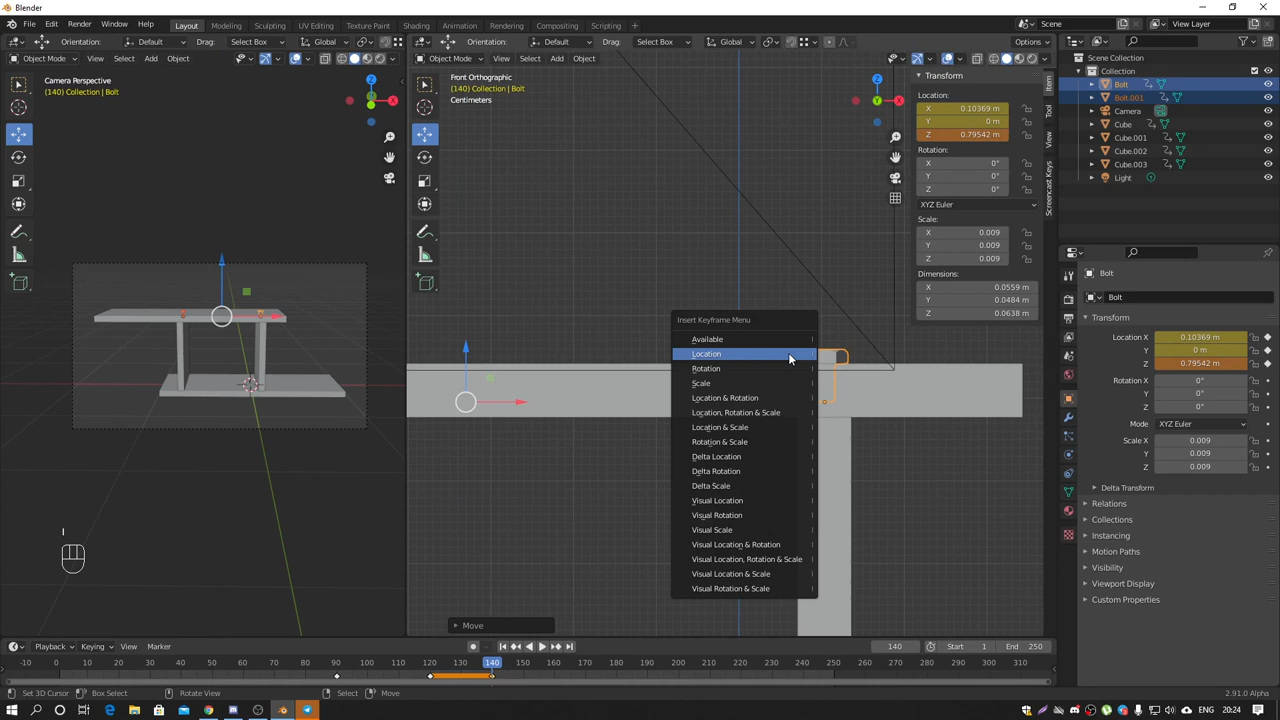 Blender
File Edit Render Window Help Layout Modeling Sculpting UV Editing Texture Paint Shading Animation Rendering Compositing Scripting + Scene View Layer
Orientation: Default Drag: Select Box Global
Orientation: Default Drag: Select Box Global Options
Object Mode View Select Add Object
Object Mode View Select Add Object
Camera Perspective
(140) Collection | Bolt
Front Orthographic
(140) Collection | Bolt
Centimeters
Z
X
Z
Y
X
Transform
Location:
X 0.10369 m
Y 0 m
Z 0.79542 m
Rotation:
X 0°
Y 0°
Z 0°
XYZ Euler
Scale:
X 0.009
Y 0.009
Z 0.009
Dimensions:
X 0.0559 m
Y 0.0484 m
Z 0.0638 m
Item
Tool
View
Screencast Keys
Scene Collection
Collection
Bolt
Bolt.001
Camera
Cube
Cube.001
Cube.002
Cube.003
Light
Insert Keyframe Menu
Available I
Location I
Rotation I
Scale I
Location & Rotation I
Location, Rotation & Scale I
Location & Scale I
Rotation & Scale I
Delta Location I
Delta Rotation I
Delta Scale I
Visual Location I
Visual Rotation I
Visual Scale I
Visual Location & Rotation I
Visual Location, Rotation & Scale I
Visual Location & Scale I
Visual Rotation & Scale I
I
Move
Bolt
Bolt
Transform
Location X 0.10369 m
Y 0 m
Z 0.79542 m
Rotation X 0°
Y 0°
Z 0°
Mode XYZ Euler
Scale X 0.009
Y 0.009
Z 0.009
Delta Transform
Relations
Collections
Instancing
Motion Paths
Visibility
Viewport Display
Custom Properties
Playback Keying View Marker 140 Start 1 End 250
-10 0 10 20 30 40 50 60 70 80 90 100 110 120 130 140 150 160 170 180 190 200 210 220 230 240 250 260 270 280 290 300 310
Set 3D Cursor Box Select Rotate View Select Move 2.91.0 Alpha
ENG 20:24